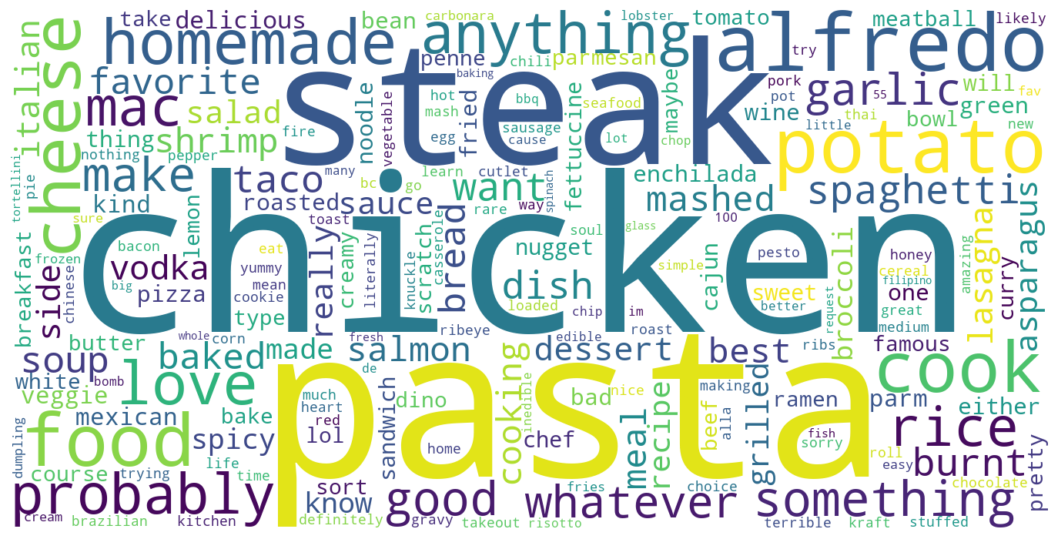 carbonara
lobster
take
delicious
bean
tomato
meatball
likely
homemade
anything
alfredo
try
cheese
italian
favorite
steak
penne
chili
parmesan
baking
pork
55
fav
mac
salad
noodle
vegetable
hot
bbq
seafood
maybe
garlic
will
mash
pot
wine
bowl
green
thing
shrimp
fire
egg
fried
sausage
fettuccine
little
thai
new
nothing
pepper
cause
lot
chop
potato
tortellini
pie
make
taco
many
bc
learn
cutlet
spinach
enchilada
kind
roasted
sauce
go
want
mashed
spaghetti
sure
lemon
toast
rare
way
soul
100
glass
chicken
bacon
big
vodka
yummy
eat
really
creamy
literally
knuckle
scratch
casserole
bread
nugget
dish
cajun
simple
pesto
honey
cereal
filipino
amazing
lasagna
asparagus
breakfast
frozen
chinese
side
pizza
mean
cookie
type
loaded
chip
im
sweet
better
broccoli
one
great
medium
request
curry
butter
whole
corn
made
fresh
de
ribeye
edible
roast
ribs
famous
soup
baked
salmon
dessert
best
cook
white
bomb
love
pasta
veggie
much
heart
nice
making
ramen
parm
either
mexican
bake
red
dino
cooking
inedible
bad
recipe
beef
alla
grilled
rice
food
spicy
lol
sandwich
home
chef
meal
fish
sorry
roll
easy
burnt
chocolate
pretty
dumpling
course
trying
life
time
sort
know
fries
choice
probably
good
whatever
something
cream
brazilian
kitchen
definitely
gravy
takeout
risotto
terrible
kraft
stuffed